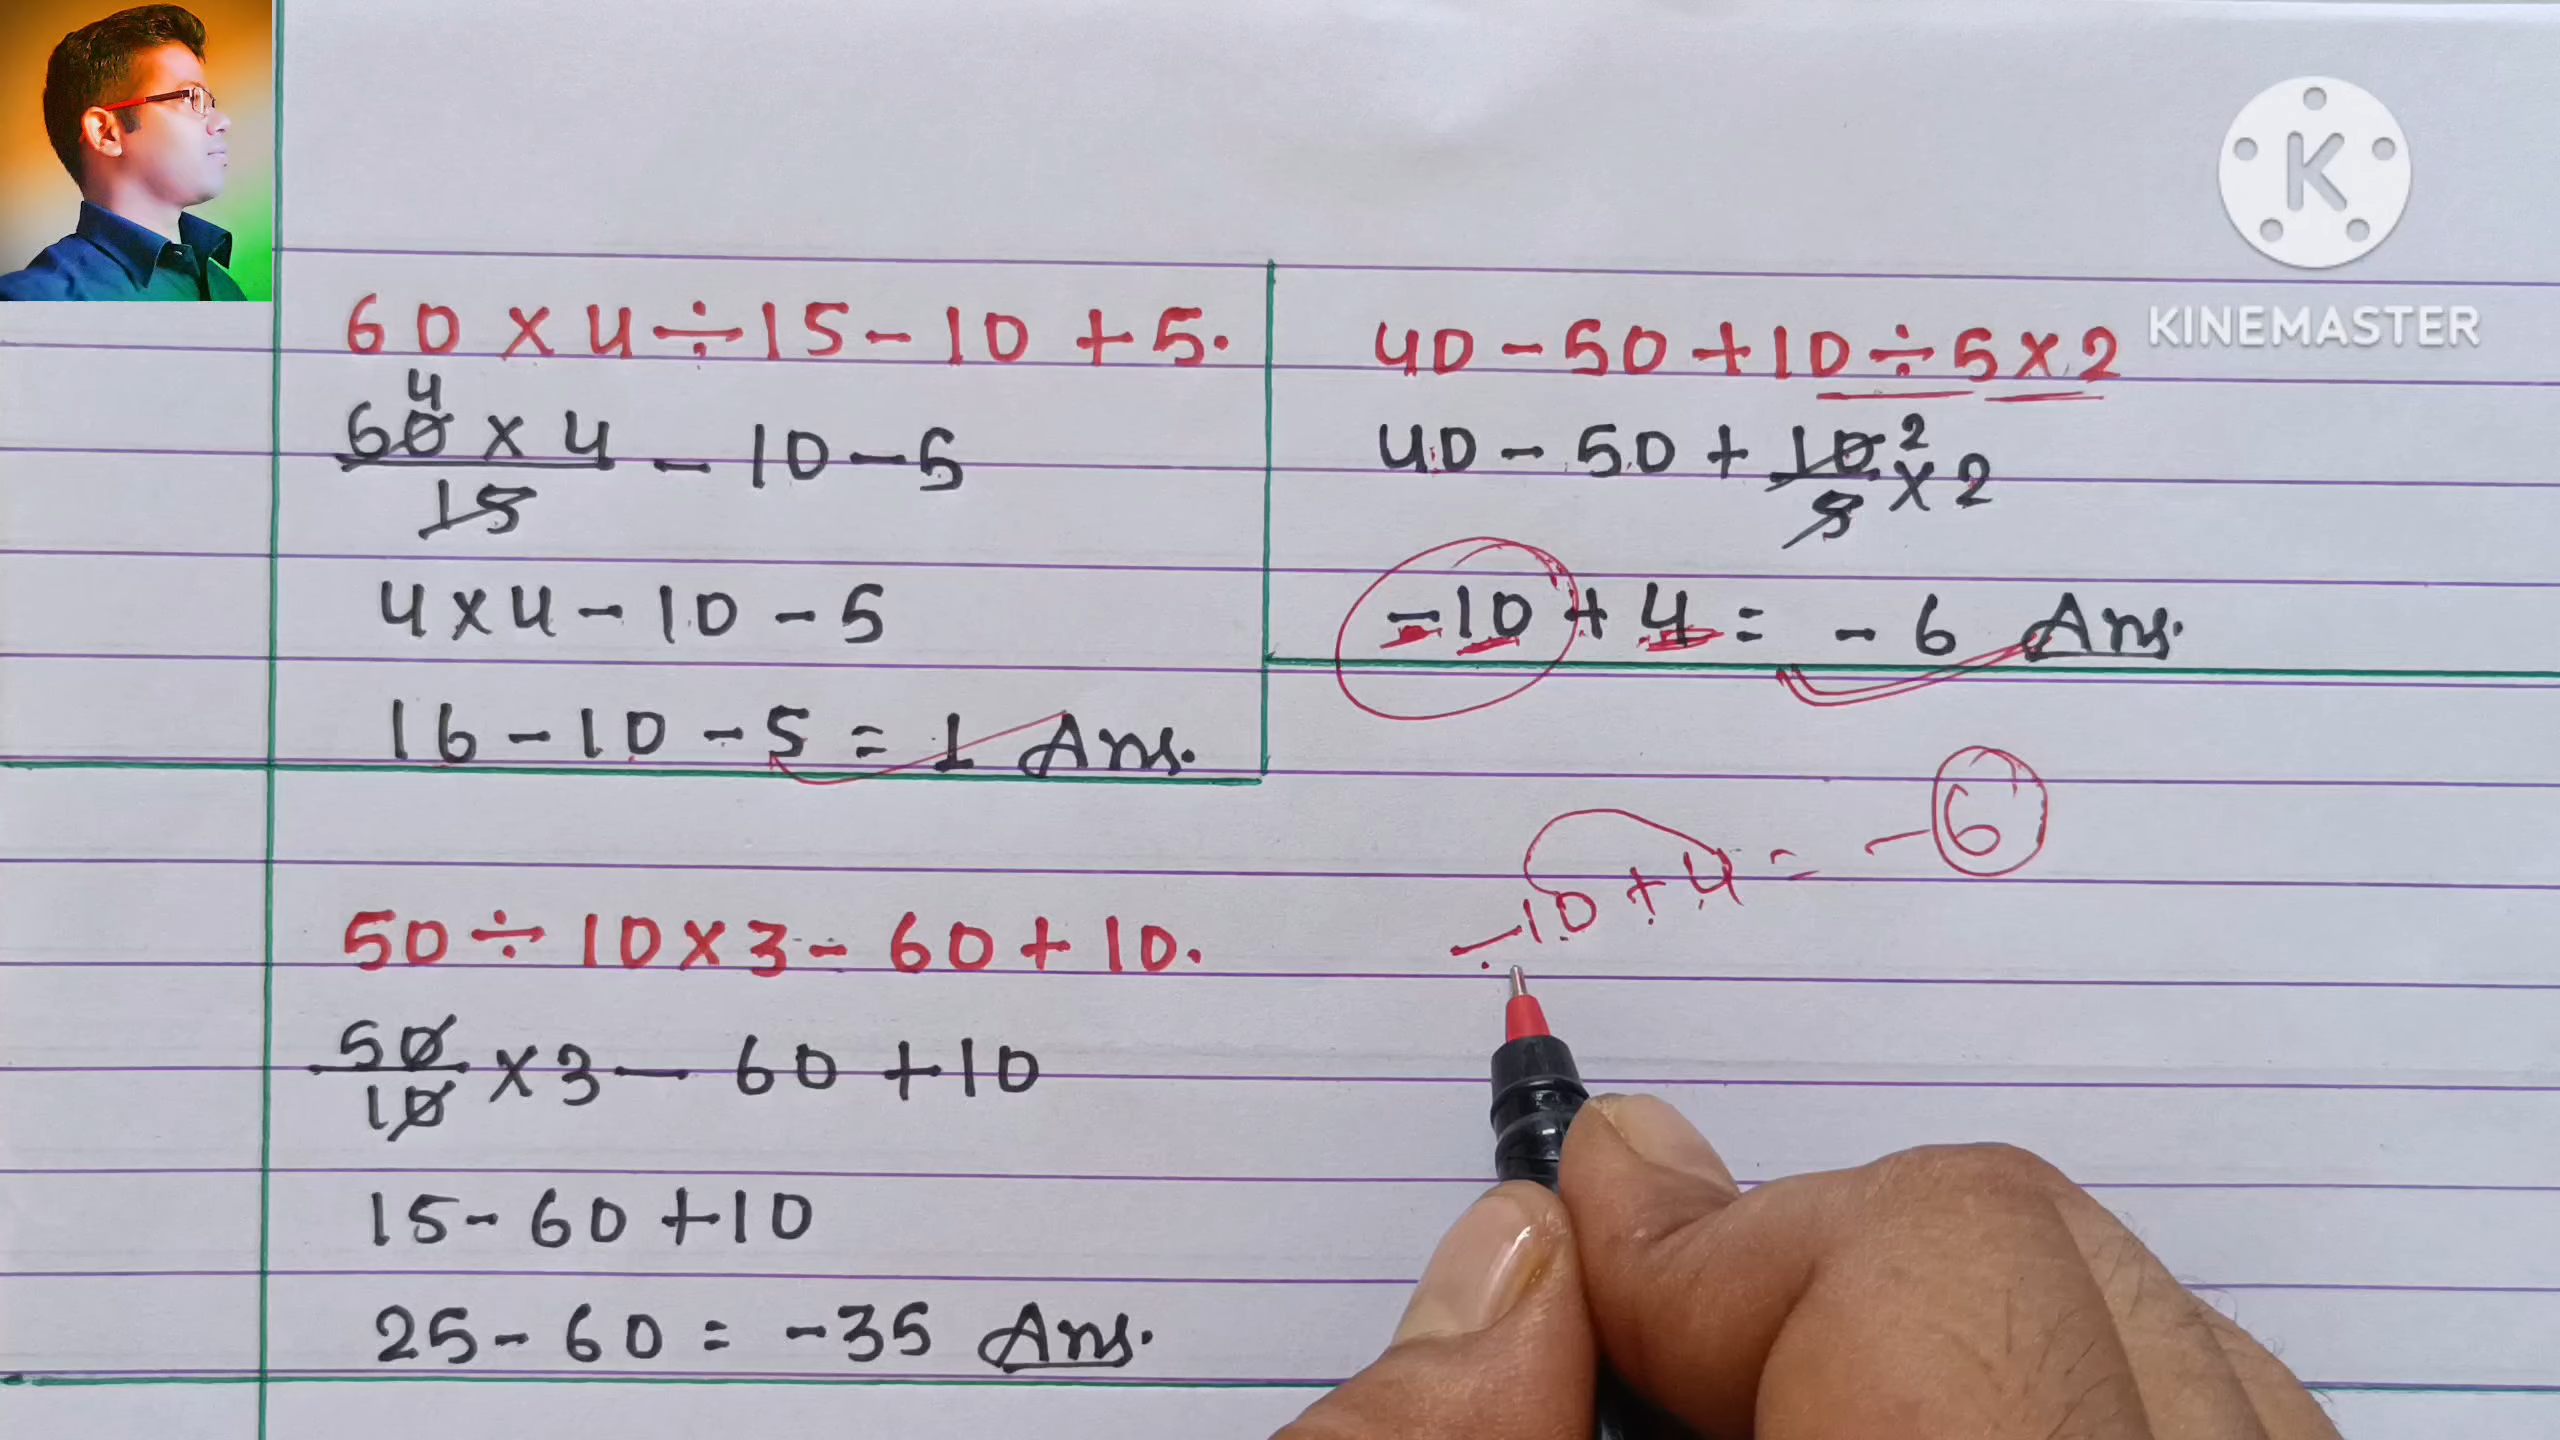 60 × 4 ÷ 15 - 10 + 5.
4
60 × 4 - 10 - 5
15
4 × 4 - 10 - 5
16 - 10 - 5 = 1 Ans.
40 - 50 + 10 ÷ 5 × 2
40 - 50 + 10 2 × 2
5
-10 + 4 = - 6 Ans.
-10 + 4 = - 6
50 ÷ 10 × 3 - 60 + 10.
50 × 3 - 60 + 10
10
15 - 60 + 10
25 - 60 = -35 Ans.
K
KINEMASTER